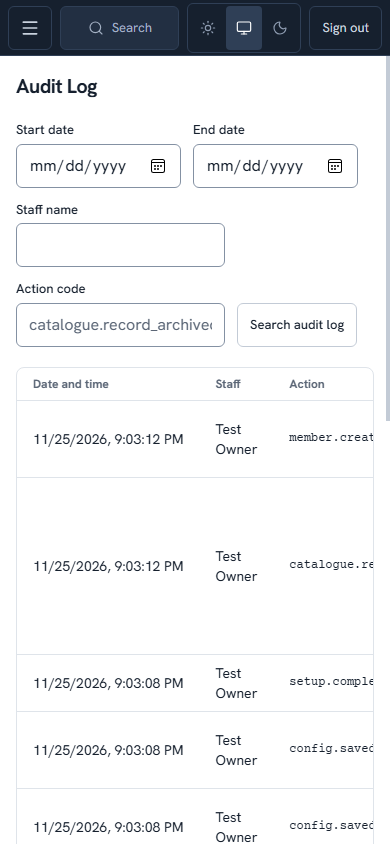 Search
Sign out
Audit Log
Start date
End date
mm/dd/yyyy
mm/dd/yyyy
Staff name
Action code
catalogue.record_archived
Search audit log
Date and time Staff Action
11/25/2026, 9:03:12 PM Test Owner member.creat
11/25/2026, 9:03:12 PM Test Owner catalogue.re
11/25/2026, 9:03:08 PM Test Owner setup.comple
11/25/2026, 9:03:08 PM Test Owner config.saved
11/25/2026, 9:03:08 PM Test Owner config.saved